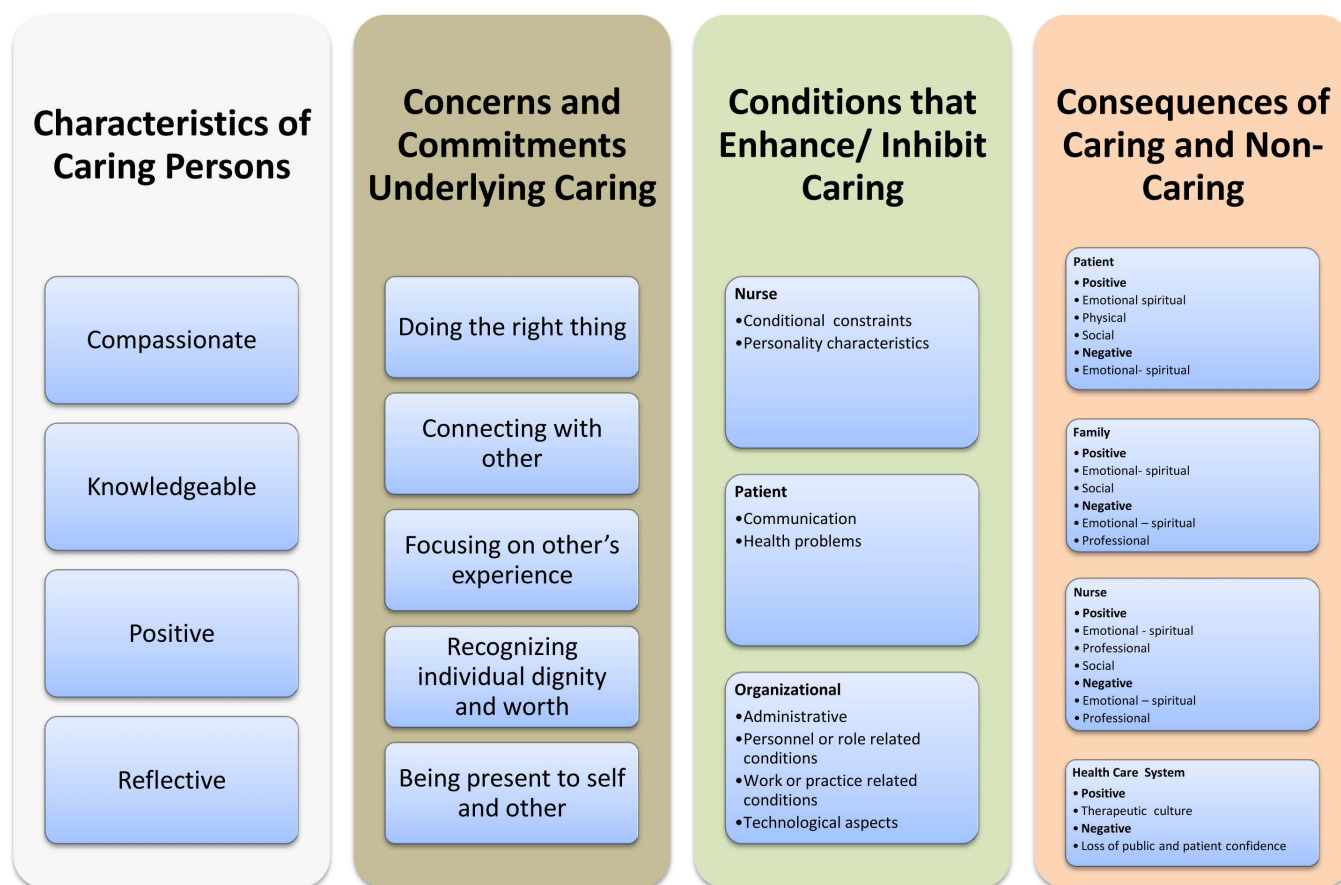 Characteristics of
Caring Persons
Compassionate
Knowledgeable
Positive
Reflective
Concerns and
Commitments
Underlying Caring
Doing the right thing
Connecting with
other
Focusing on other’s
experience
Recognizing
individual dignity
and worth
Being present to self
and other
Conditions that
Enhance/ Inhibit
Caring
Nurse
•Conditional  constraints
•Personality characteristics
Patient
•Communication
•Health problems
Organizational
•Administrative
•Personnel or role related
conditions
•Work or practice related
conditions
•Technological aspects
Consequences of
Caring and Non-
Caring
Patient
• Positive
• Emotional spiritual
• Physical
• Social
• Negative
• Emotional- spiritual
Family
• Positive
• Emotional- spiritual
• Social
• Negative
• Emotional – spiritual
• Professional
Nurse
• Positive
• Emotional - spiritual
• Professional
• Social
• Negative
• Emotional – spiritual
• Professional
Health Care  System
• Positive
• Therapeutic  culture
• Negative
• Loss of public and patient confidence